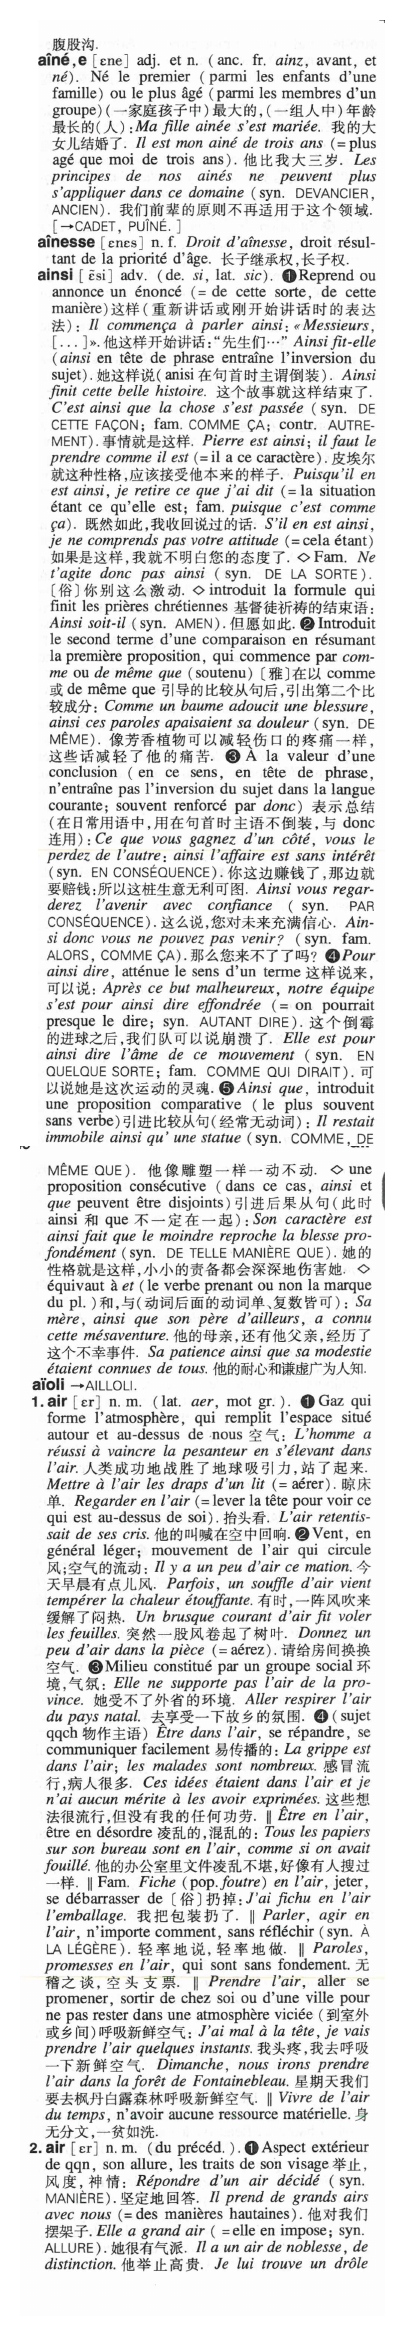 腹股沟.
aîné,e [ɛne] adj. et n. (anc. fr. ainz, avant, et
né). Né le premier (parmi les enfants d'une
famille) ou le plus âgé (parmi les membres d'un
groupe)(一家庭孩子中)最大的,(一组人中)年龄
最长的(人):Ma fille ainée s'est mariée. 我的大
女儿结婚了. Il est mon ainé de trois ans (=plus
agé que moi de trois ans). 他比我大三岁. Les
principes de nos ainés ne peuvent plus
s'appliquer dans ce domaine (syn. DEVANCIER,
ANCIEN). 我们前辈的原则不再适用于这个领域.
[→CADET, PUÎNÉ. ]
aînesse [ɛnɛs] n. f. Droit d'aînesse, droit résul-
tant de la priorité d'âge. 长子继承权,长子权.
ainsi [ ɛ̃si] adv. (de. si, lat. sic). ❶Reprend ou
annonce un énoncé (= de cette sorte, de cette
manière)这样(重新讲话或刚开始讲话时的表达
法): Il commença à parler ainsi: «Messieurs,
[...]».他这样开始讲话:“先生们…” Ainsi fit-elle
(ainsi en tête de phrase entraîne l'inversion du
sujet).她这样说(anisi 在句首时主谓倒装). Ainsi
finit cette belle histoire. 这个故事就这样结束了.
C'est ainsi que la chose s'est passée (syn. DE
CETTE FAÇON; fam. COMME ÇA; contr. AUTRE-
MENT).事情就是这样. Pierre est ainsi; il faut le
prendre comme il est (=il a ce caractère).皮埃尔
就这种性格,应该接受他本来的样子. Puisqu'il en
est ainsi, je retire ce que j'ai dit (=la situation
étant ce qu'elle est; fam. puisque c'est comme
ça). 既然如此,我收回说过的话. S'il en est ainsi,
je ne comprends pas votre attitude (=cela étant)
如果是这样,我就不明白您的态度了. ◇Fam. Ne
t'agite donc pas ainsi (syn. DE LA SORTE).
[俗]你别这么激动. ◇introduit la formule qui
finit les prières chrétiennes 基督徒祈祷的结束语:
Ainsi soit-il (syn. AMEN).但愿如此. ❷Introduit
le second terme d'une comparaison en résumant
la première proposition, qui commence par com-
me ou de même que (soutenu) [雅]在以 comme
或 de même que 引导的比较从句后,引出第二个比
较成分: Comme un baume adoucit une blessure,
ainsi ces paroles apaisaient sa douleur (syn. DE
MÊME). 像芳香植物可以减轻伤口的疼痛一样,
这些话减轻了他的痛苦. ❸À la valeur d'une
conclusion (en ce sens, en tête de phrase,
n'entraîne pas l'inversion du sujet dans la langue
courante; souvent renforcé par donc) 表示总结
(在日常用语中,用在句首时主语不倒装,与 donc
连用):Ce que vous gagnez d'un côté, vous le
perdez de l'autre: ainsi l'affaire est sans intérêt
(syn. EN CONSÉQUENCE).你这边赚钱了,那边就
要赔钱:所以这桩生意无利可图. Ainsi vous regar-
derez l'avenir avec confiance ( syn. PAR
CONSÉQUENCE).这么说,您对未来充满信心. Ain-
si donc vous ne pouvez pas venir? (syn. fam.
ALORS, COMME ÇA).那么您来不了了吗? ❹Pour
ainsi dire, atténue le sens d'un terme 这样说来,
可以说: Après ce but malheureux, notre équipe
s'est pour ainsi dire effondrée (= on pourrait
presque le dire; syn. AUTANT DIRE). 这个倒霉
的进球之后,我们队可以说崩溃了. Elle est pour
ainsi dire l'âme de ce mouvement ( syn. EN
QUELQUE SORTE; fam. COMME QUI DIRAIT).可
以说她是这次运动的灵魂. ❺Ainsi que, introduit
une proposition comparative (le plus souvent
sans verbe)引进比较从句(经常无动词): Il restait
immobile ainsi qu' une statue (syn. COMME, DE
MÊME QUE). 他像雕塑一样一动不动. ◇une
proposition consécutive (dans ce cas, ainsi et
que peuvent être disjoints)引进后果从句(此时
ainsi 和 que 不一定在一起):Son caractère est
ainsi fait que le moindre reproche la blesse pro-
fondément (syn. DE TELLE MANIÈRE QUE). 她的
性格就是这样,小小的责备都会深深地伤害她. ◇
équivaut à et (le verbe prenant ou non la marque
du pl.)和,与(动词后面的动词单、复数皆可): Sa
mère, ainsi que son père d'ailleurs, a connu
cette mésaventure. 他的母亲,还有他父亲,经历了
这个不幸事件. Sa patience ainsi que sa modestie
étaient connues de tous. 他的耐心和谦虚广为人知.
aïoli →AILLOLI.
1. air [ɛr] n. m. (lat. aer, mot gr.). ❶Gaz qui
forme l'atmosphère, qui remplit l'espace situé
autour et au-dessus de nous 空气: L'homme a
réussi à vaincre la pesanteur en s'élevant dans
l'air. 人类成功地战胜了地球吸引力,站了起来.
Mettre à l'air les draps d'un lit (=aérer). 晾床
单. Regarder en l'air (=lever la tête pour voir ce
qui est au-dessus de soi). 抬头看. L'air retentis-
sait de ses cris. 他的叫喊在空中回响. ❷Vent, en
général léger; mouvement de l'air qui circule
风;空气的流动: Il y a un peu d'air ce mation. 今
天早晨有点儿风. Parfois, un souffle d'air vient
tempérer la chaleur étouffante. 有时,一阵风吹来
缓解了闷热. Un brusque courant d'air fit voler
les feuilles. 突然一股风卷起了树叶. Donnez un
peu d'air dans la pièce (=aérez).请给房间换换
空气. ❸Milieu constitué par un groupe social 环
境,气氛: Elle ne supporte pas l'air de la pro-
vince. 她受不了外省的环境. Aller respirer l'air
du pays natal. 去享受一下故乡的氛围. ❹(sujet
qqch 物作主语) Être dans l'air, se répandre, se
communiquer facilement 易传播的: La grippe est
dans l'air; les malades sont nombreux. 感冒流
行,病人很多. Ces idées étaient dans l'air et je
n'ai aucun mérite à les avoir exprimées. 这些想
法很流行,但没有我的任何功劳. ‖ Être en l'air,
être en désordre 凌乱的,混乱的: Tous les papiers
sur son bureau sont en l'air, comme si on avait
fouillé. 他的办公室里文件凌乱不堪,好像有人搜过
一样. ‖ Fam. Fiche (pop. foutre) en l'air, jeter,
se débarrasser de [俗]扔掉:J'ai fichu en l'air
l'emballage. 我把包装扔了. ‖ Parler, agir en
l'air, n'importe comment, sans réfléchir (syn. À
LA LÉGÈRE). 轻率地说,轻率地做. ‖ Paroles,
promesses en l'air, qui sont sans fondement. 无
稽之谈,空头支票. ‖ Prendre l'air, aller se
promener, sortir de chez soi ou d'une ville pour
ne pas rester dans une atmosphère viciée (到室外
或乡间)呼吸新鲜空气: J'ai mal à la tête, je vais
prendre l'air quelques instants. 我头疼,我去呼吸
一下新鲜空气. Dimanche, nous irons prendre
l'air dans la forêt de Fontainebleau. 星期天我们
要去枫丹白露森林呼吸新鲜空气. ‖ Vivre de l'air
du temps, n'avoir aucune ressource matérielle. 身
无分文,一贫如洗.
2. air [ɛr] n. m. (du précéd.). ❶Aspect extérieur
de qqn, son allure, les traits de son visage 举止,
风度,神情: Répondre d'un air décidé ( syn.
MANIÈRE).坚定地回答. Il prend de grands airs
avec nous (=des manières hautaines). 他对我们
摆架子. Elle a grand air ( =elle en impose; syn.
ALLURE).她很有气派. Il a un air de noblesse, de
distinction. 他举止高贵. Je lui trouve un drôle